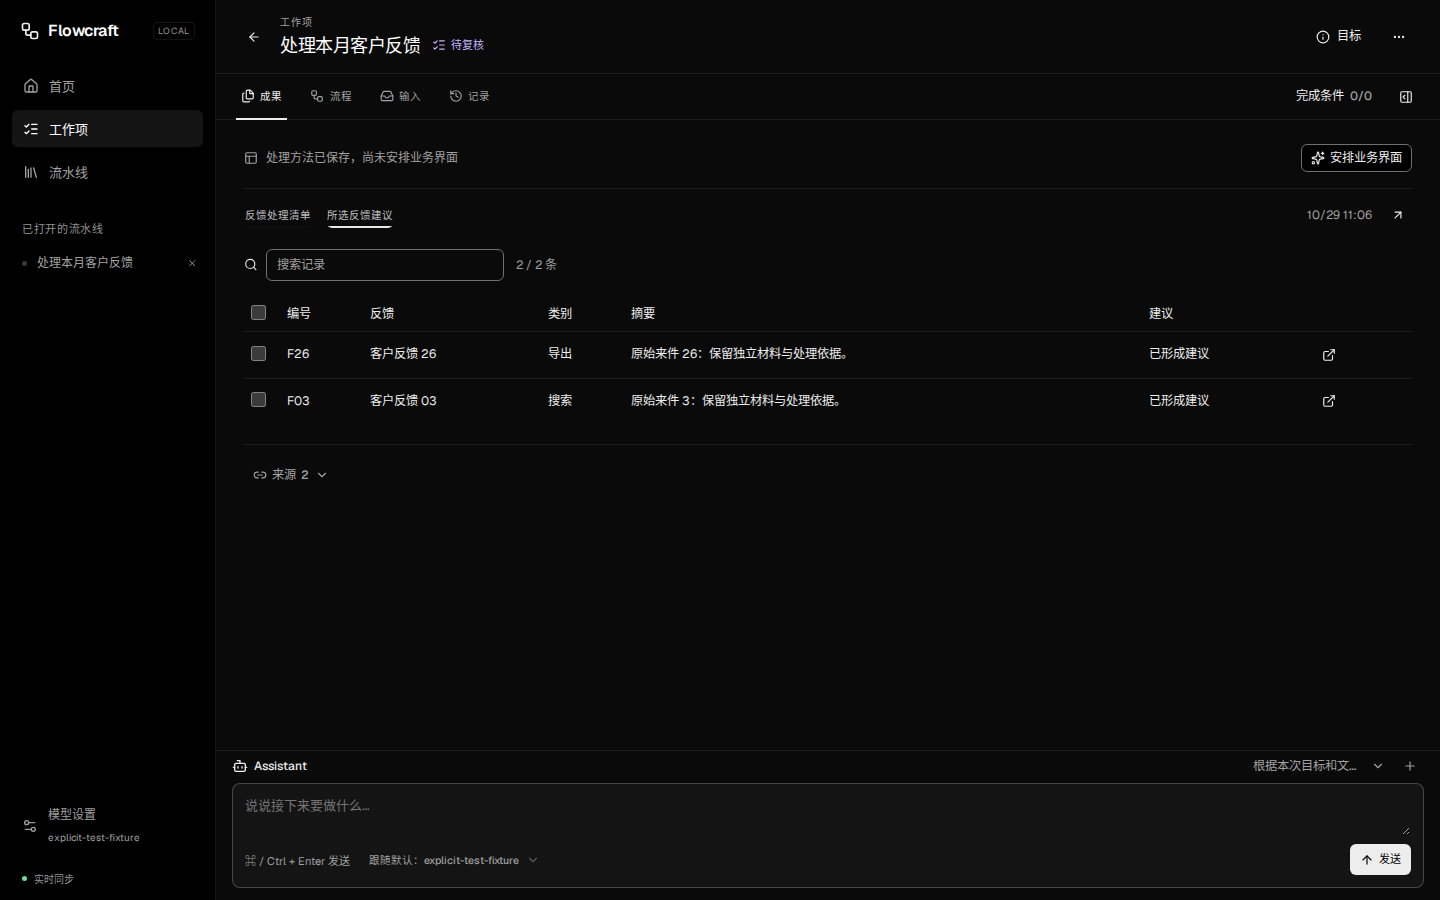 Flowcraft
LOCAL
首页
工作项
流水线
已打开的流水线
处理本月客户反馈
模型设置
explicit-test-fixture
实时同步
工作项
处理本月客户反馈
待复核
目标
成果
流程
输入
记录
完成条件 0/0
处理方法已保存，尚未安排业务界面
安排业务界面
反馈处理清单
所选反馈建议
10/29 11:06
搜索记录
2 / 2 条
编号 反馈 类别 摘要 建议
F26 客户反馈 26 导出 原始来件 26：保留独立材料与处理依据。 已形成建议
F03 客户反馈 03 搜索 原始来件 3：保留独立材料与处理依据。 已形成建议
来源 2
Assistant
根据本次目标和文...
说说接下来要做什么...
⌘ / Ctrl + Enter 发送
跟随默认：explicit-test-fixture
发送